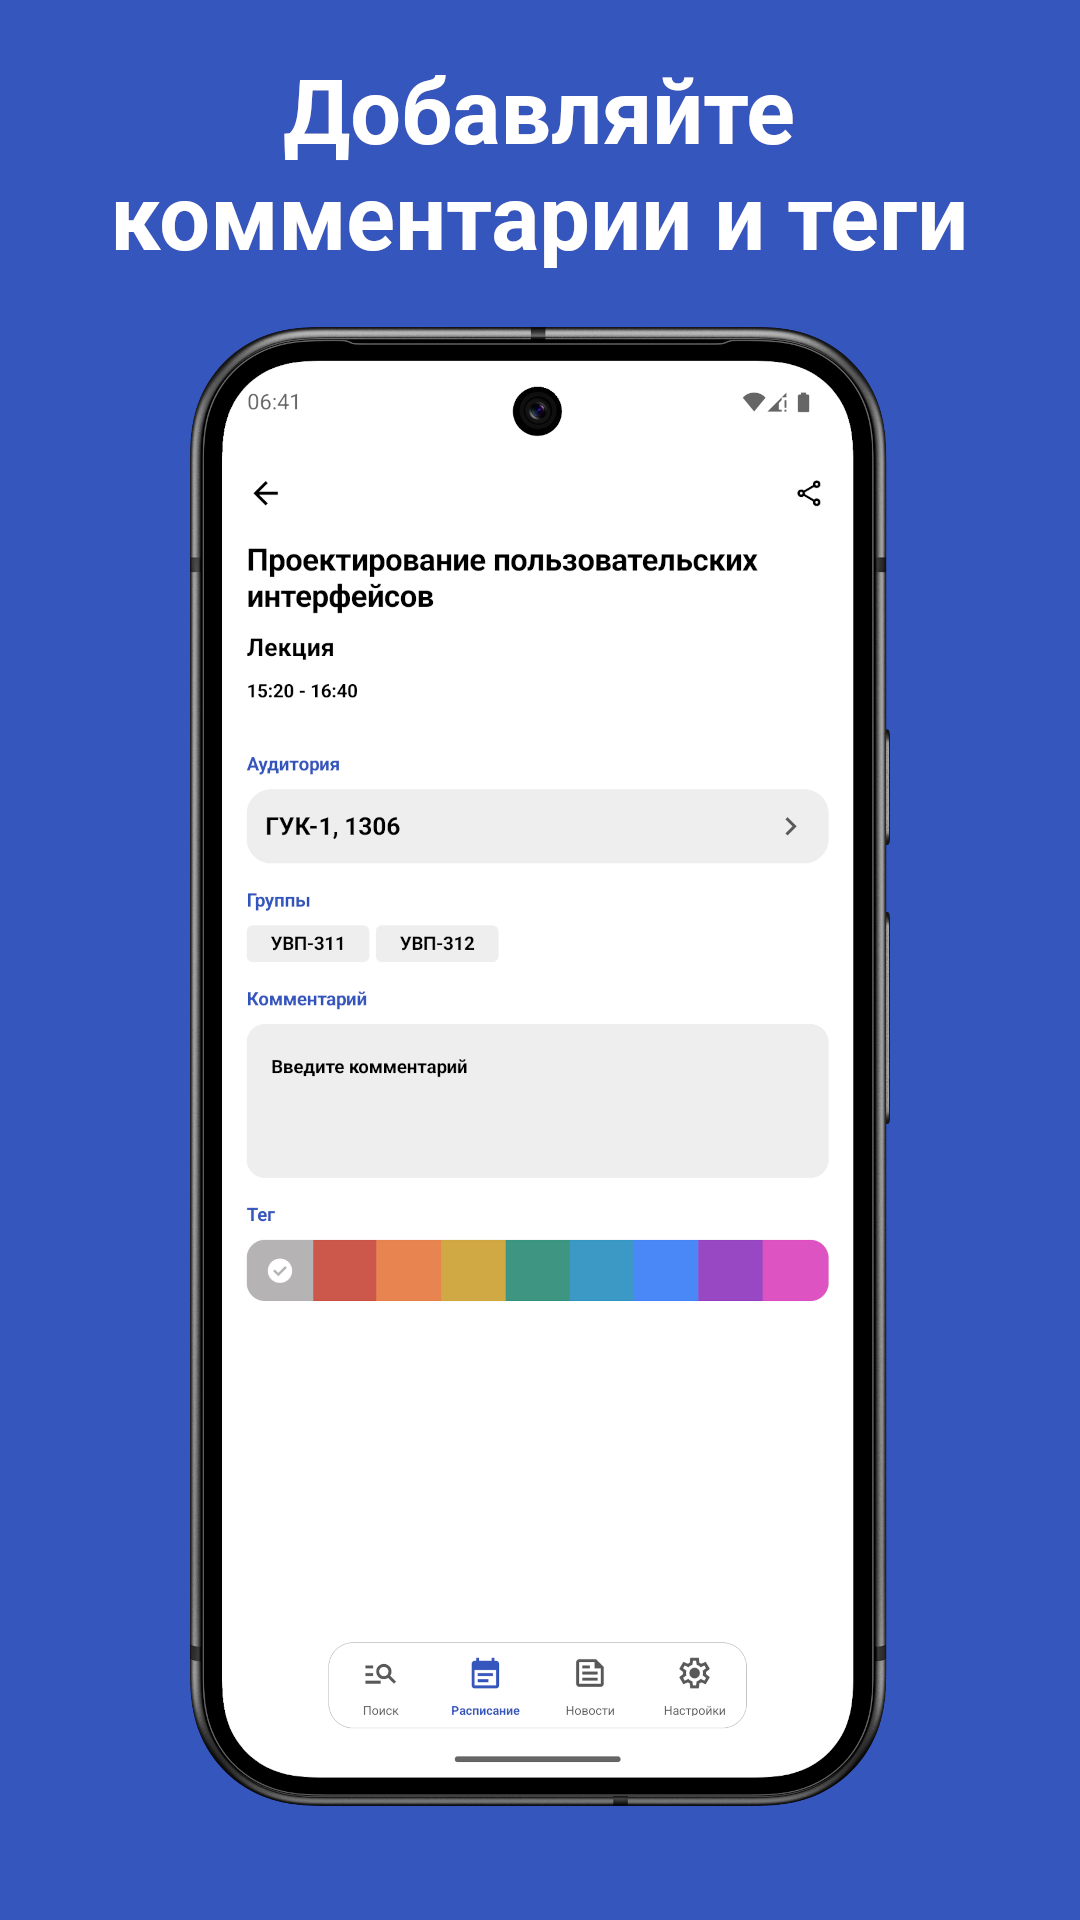 Добавляйте
комментарии и теги
06:41
Проектирование пользовательских
интерфейсов
Лекция
15:20 - 16:40
Аудитория
ГУК-1, 1306
Группы
УВП-311 УВП-312
Комментарий
Введите комментарий
Тег
Поиск Расписание Новости Настройки